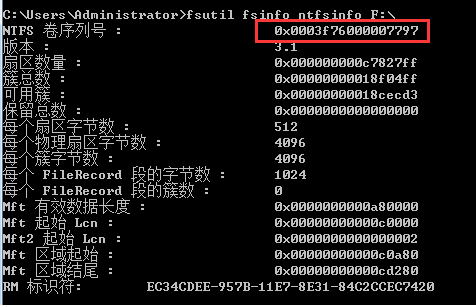 C:\Users\Administrator>fsutil fsinfo ntfsinfo F:\
NTFS 卷序列号 : 0x0003f76000007797
版本 : 3.1
扇区数量 : 0x000000000c7827ff
簇总数 : 0x00000000018f04ff
可用簇 : 0x00000000018cecd3
保留总数 : 0x0000000000000000
每个扇区字节数 : 512
每个物理扇区字节数 : 4096
每个簇字节数 : 4096
每个 FileRecord 段的字节数 : 1024
每个 FileRecord 段的簇数 : 0
Mft 有效数据长度 : 0x0000000000a80000
Mft 起始 Lcn : 0x00000000000c0000
Mft2 起始 Lcn : 0x0000000000000002
Mft 区域起始 : 0x00000000000c0a80
Mft 区域结尾 : 0x00000000000cd280
RM 标识符: EC34CDEE-957B-11E7-8E31-84C2CCEC7420